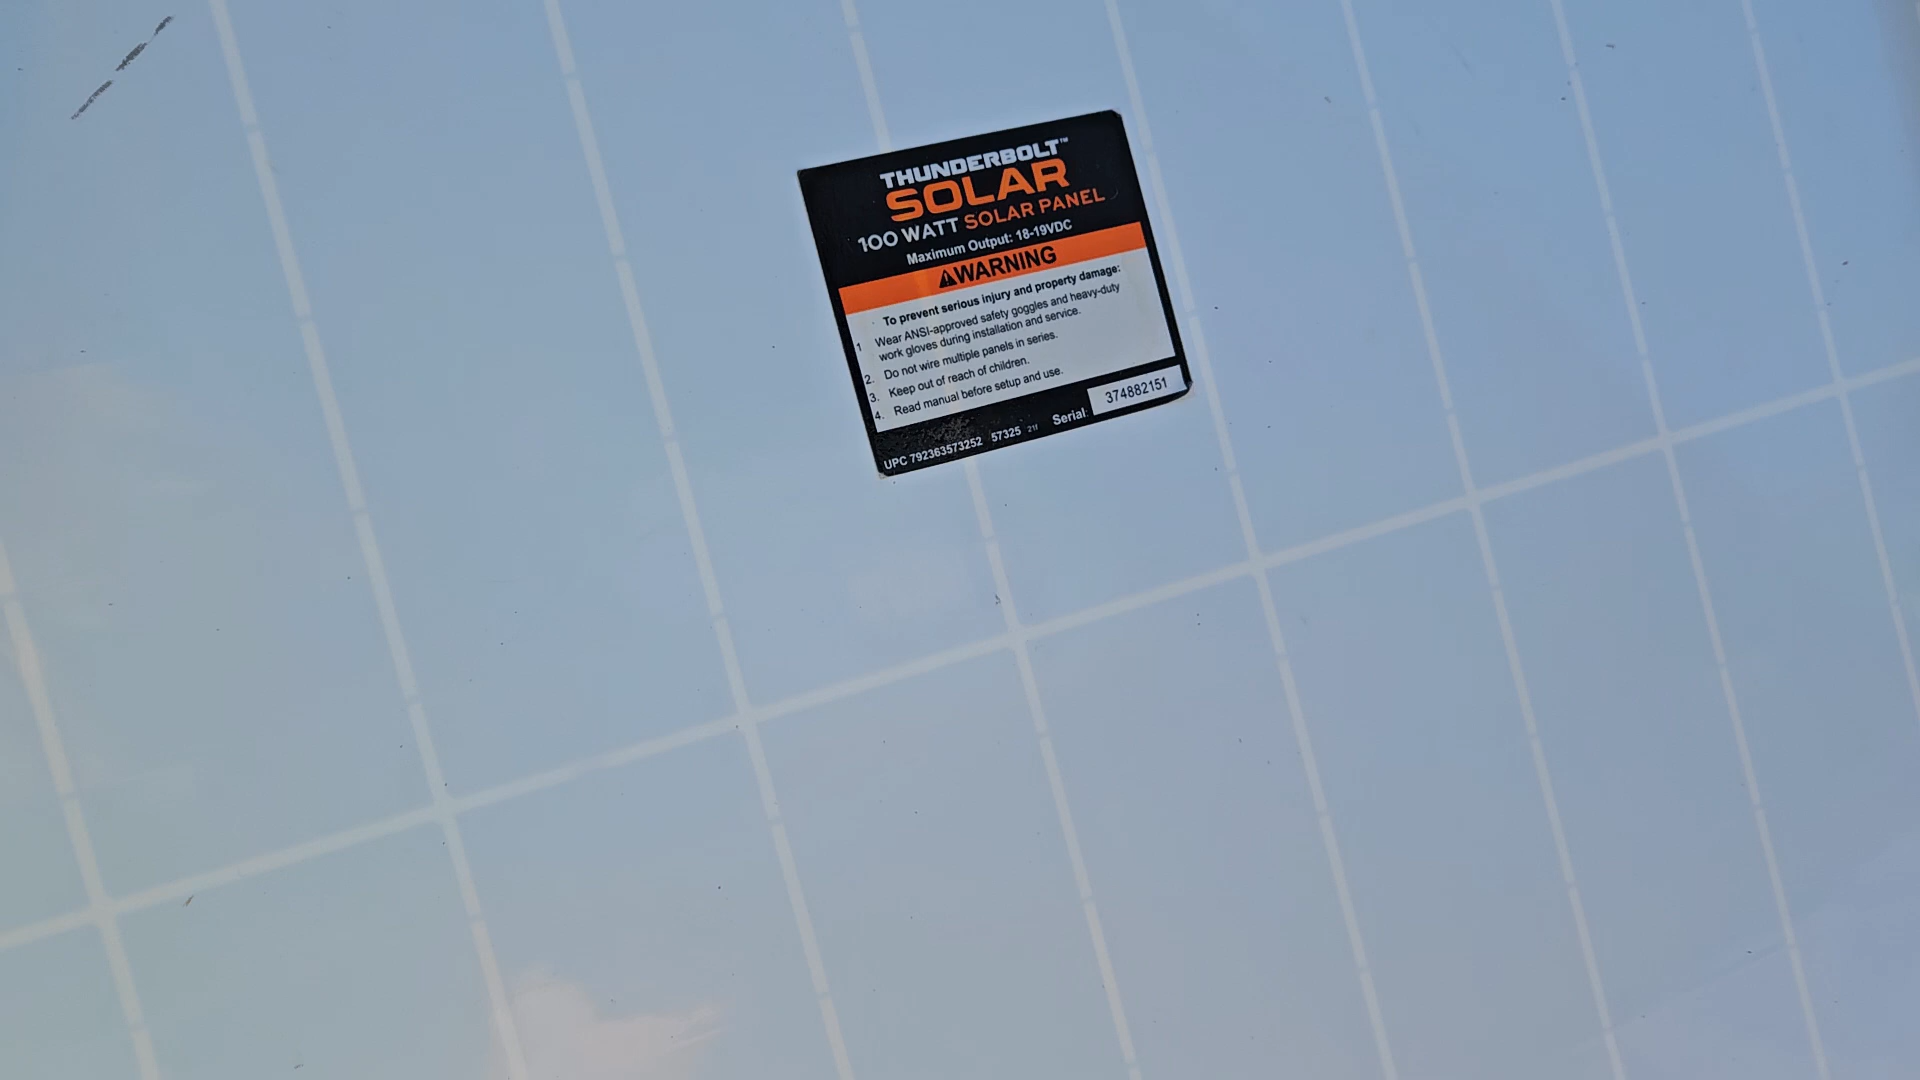 THUNDERBOLT™
SOLAR
100 WATT SOLAR PANEL
Maximum Output: 18-19VDC
⚠WARNING
To prevent serious injury and property damage:
1 Wear ANSI-approved safety goggles and heavy-duty
work gloves during installation and service.
2. Do not wire multiple panels in series.
3. Keep out of reach of children.
4. Read manual before setup and use.
UPC 792363573252 57325 21f Serial: 374882151